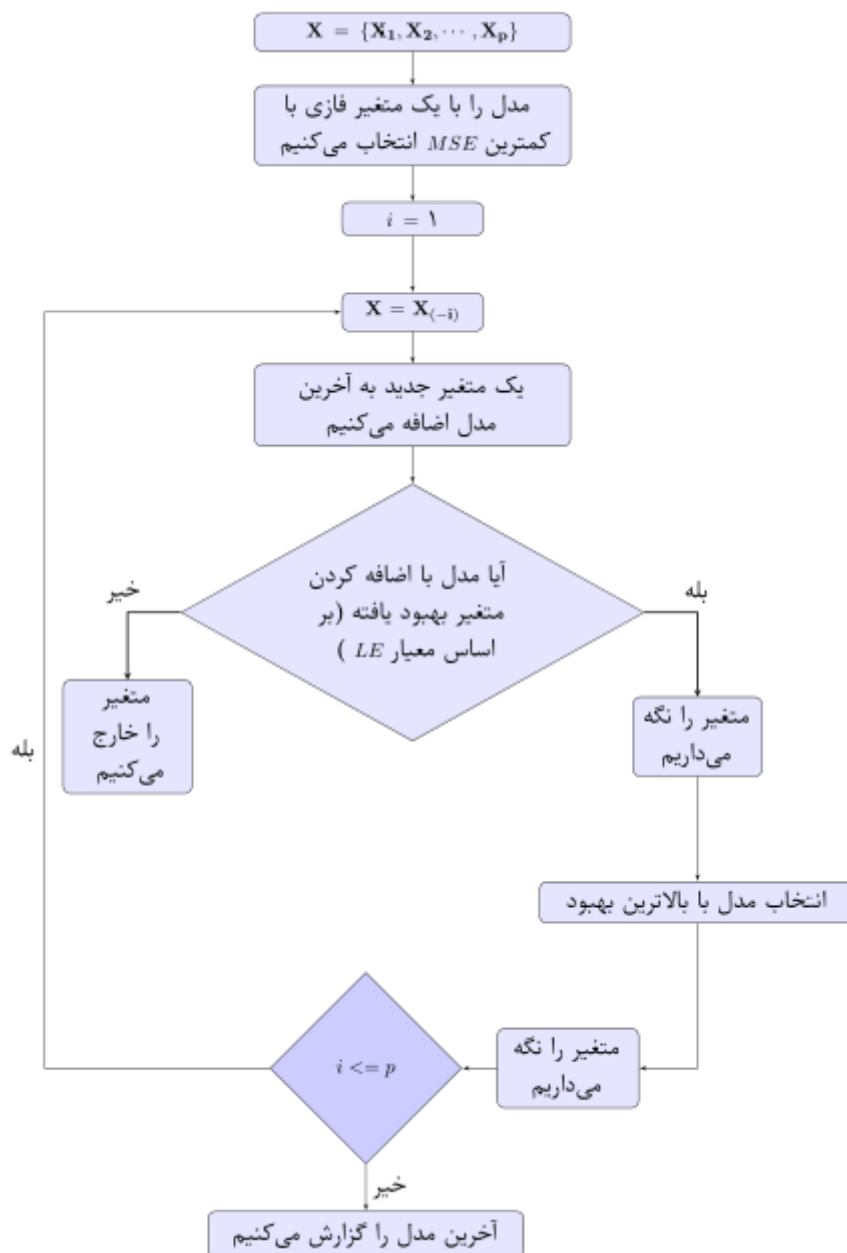 X = {X₁, X₂, ⋯ , Xₚ}
مدل را با یک متغیر فازی با
کمترین MSE انتخاب می‌کنیم
i = ۱
X = X₍₋ᵢ₎
یک متغیر جدید به آخرین
مدل اضافه می‌کنیم
آیا مدل با اضافه کردن
متغیر بهبود یافته (بر
اساس معیار LE )
بله
خیر
متغیر را نگه
می‌داریم
متغیر
را خارج
می‌کنیم
بله
انتخاب مدل با بالاترین بهبود
متغیر را نگه
می‌داریم
i <= p
خیر
آخرین مدل را گزارش می‌کنیم